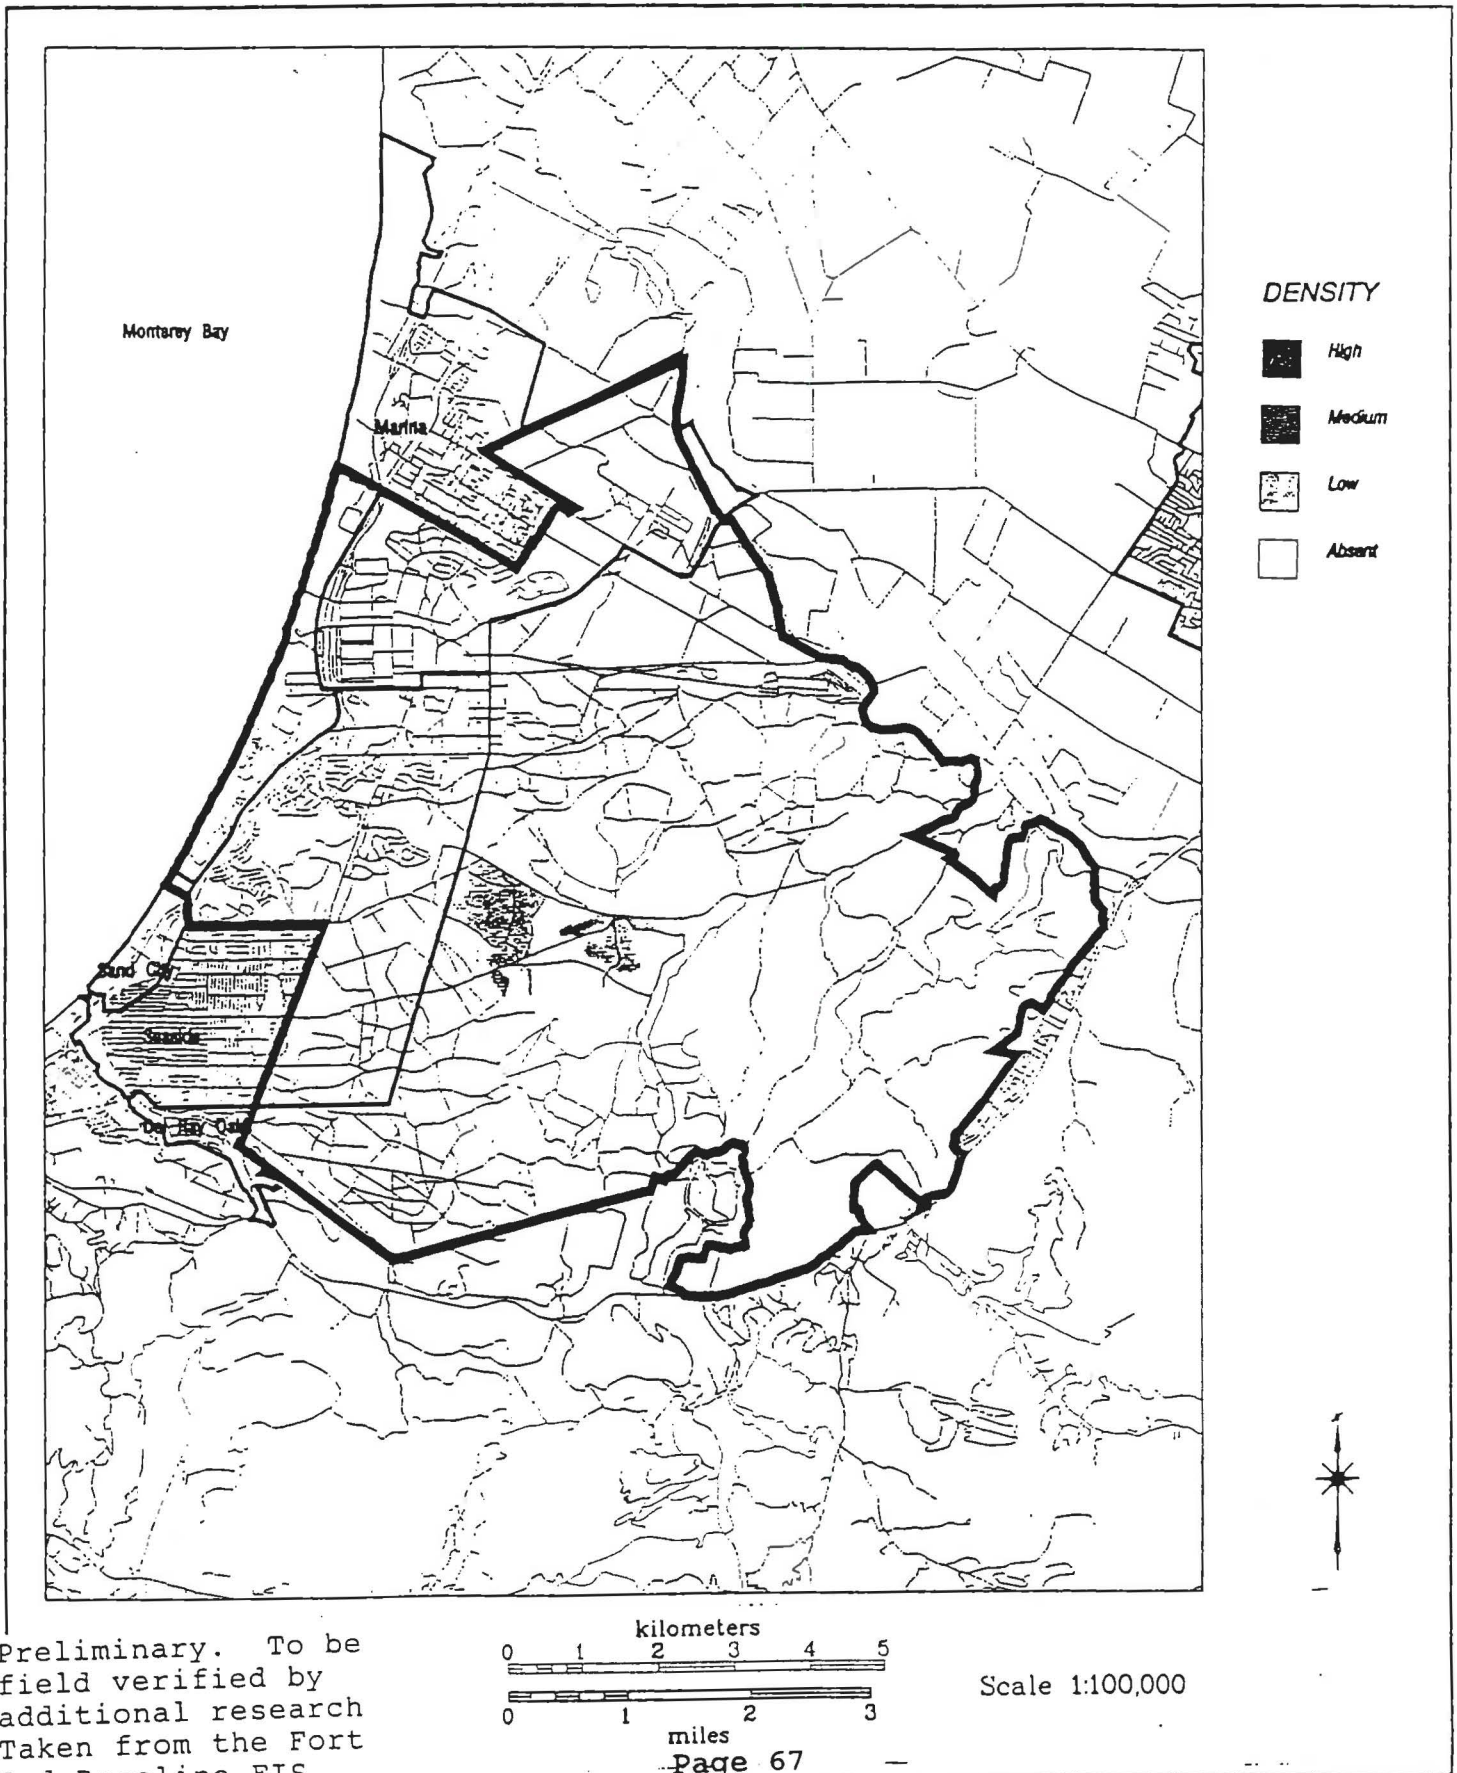 Monterey Bay
DENSITY
High
Medium
Low
Absent
Marina
Sand City
Seaside
Del Rey Oaks
kilometers
0 1 2 3 4 5
0 1 2 3
miles
Scale 1:100,000
Preliminary. To be
field verified by
additional research
Taken from the Fort
Page 67